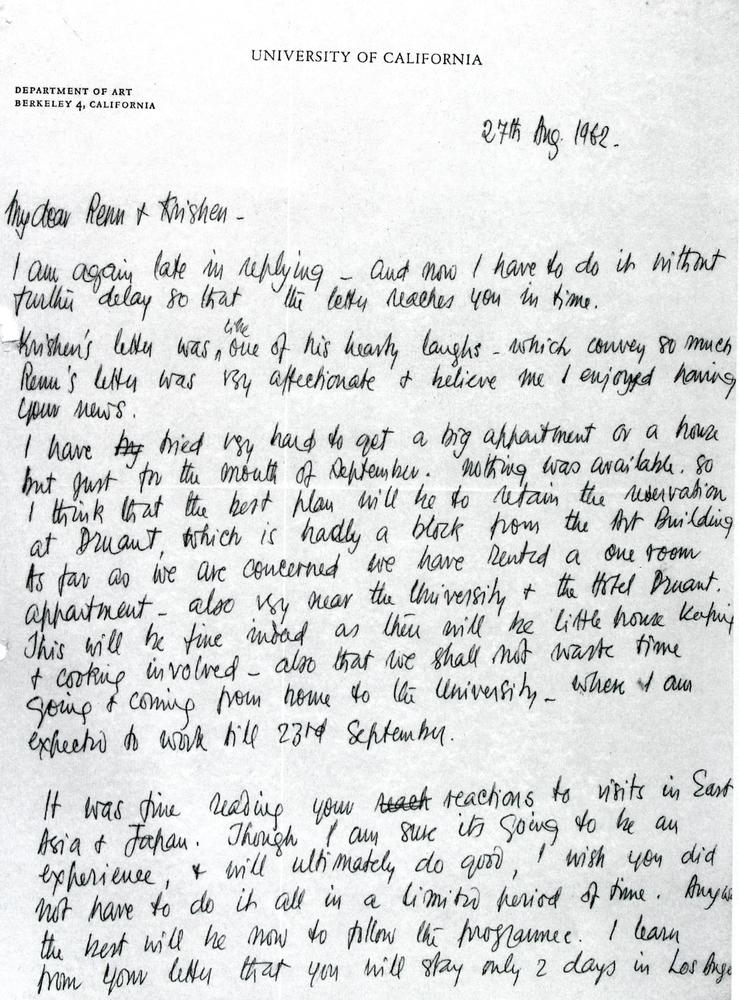 UNIVERSITY OF CALIFORNIA
DEPARTMENT OF ART
BERKELEY 4, CALIFORNIA
27th Aug. 1962.
My dear Renu & Krishen -
I am again late in replying - and now I have to do it without
further delay so that the letter reaches you in time.
Krishen's letter was like one of his hearty laughs - which convey so much
Renu's letter was very affectionate & believe me I enjoyed having
your news.
I have tried very hard to get a big appartment or a house
but just for the month of September. nothing was available. so
I think that the best plan will be to retain the reservation
at Druant, which is hadly a block from the Art Building
As far as we are concerned we have rented a one room
appartment - also very near the University & the Hotel Druant.
This will be fine indeed as there will be little house keeping
& cooking involved - also that we shall not waste time
going & coming from home to the University - where I am
expected to work till 23rd September.
It was fine reading your reach reactions to visits in East
Asia & Japan. Though I am sure its going to be an
experience, & will ultimately do good, I wish you did
not have to do it all in a limited period of time.
the best will be now to follow the programme. I learn
from your letter that you will stay only 2 days in Los Ange